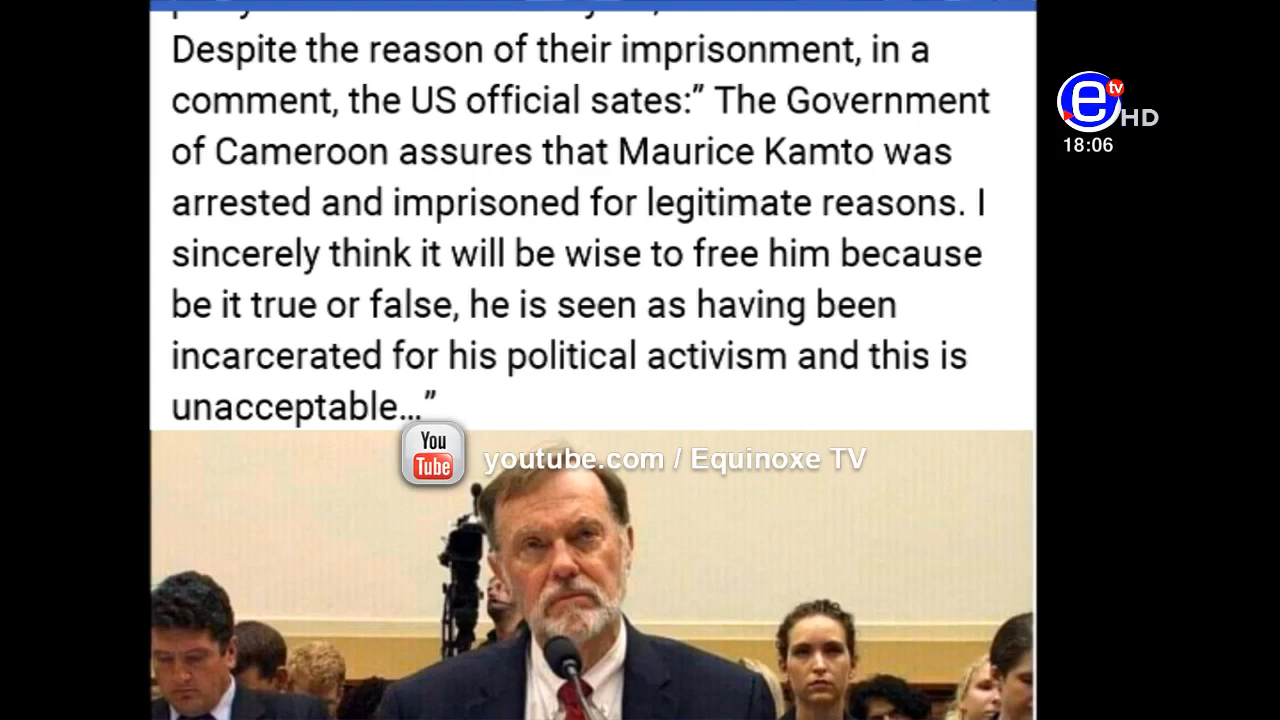 Despite the reason of their imprisonment, in a
comment, the US official sates:” The Government
of Cameroon assures that Maurice Kamto was
arrested and imprisoned for legitimate reasons. I
sincerely think it will be wise to free him because
be it true or false, he is seen as having been
incarcerated for his political activism and this is
unacceptable...”
e tv HD
18:06
You
Tube
youtube.com / Equinoxe TV